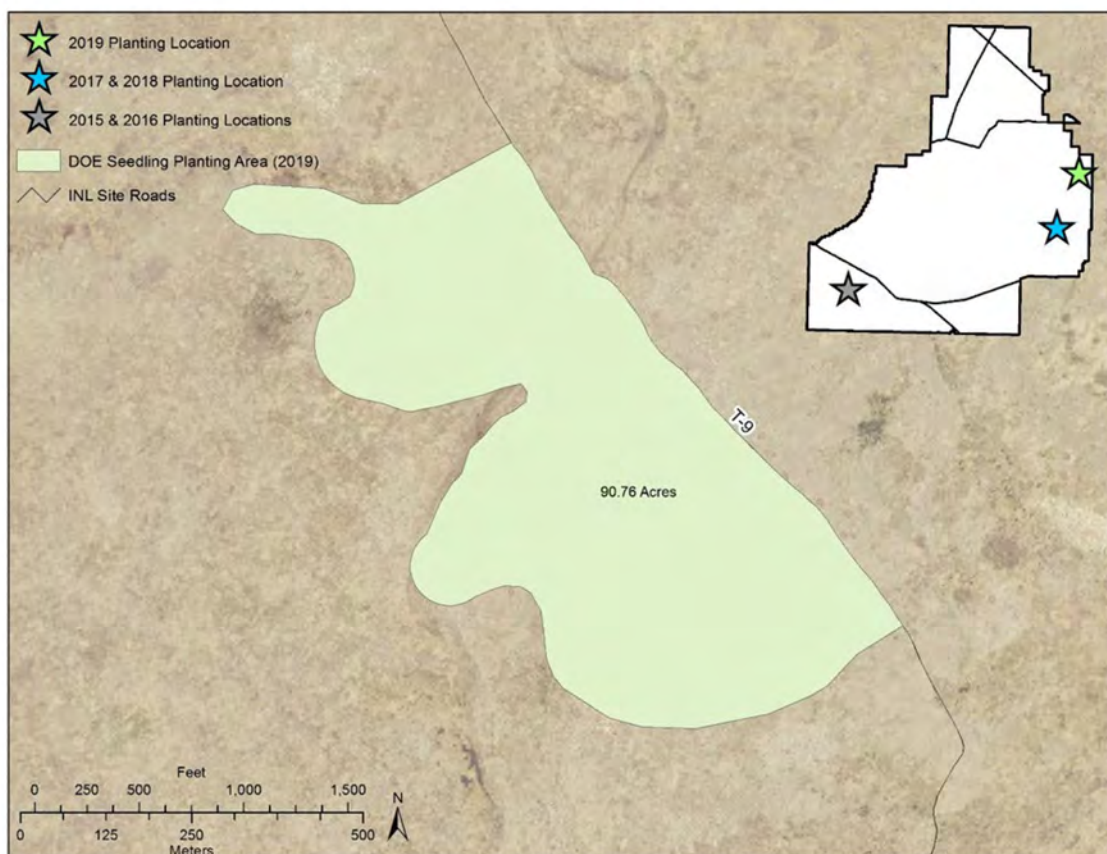 2019 Planting Location
2017 & 2018 Planting Location
2015 & 2016 Planting Locations
DOE Seedling Planting Area (2019)
INL Site Roads
T-9
90.76 Acres
Feet
0 250 500 1,000 1,500
0 125 250 500
Meters
N